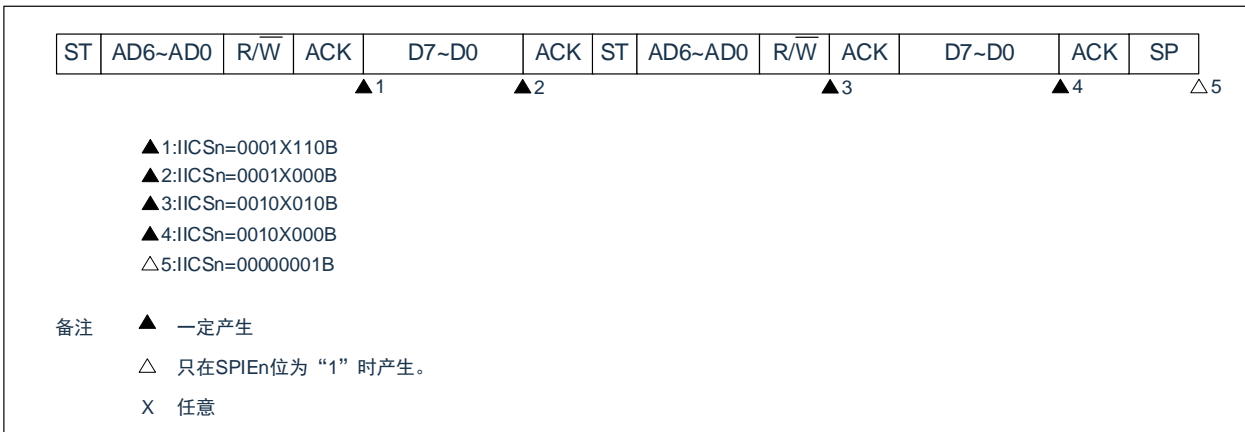 ST AD6~AD0 R/W̅ ACK D7~D0 ACK ST AD6~AD0 R/W̅ ACK D7~D0 ACK SP
▲1 ▲2 ▲3 ▲4 △5
▲1:IICSn=0001X110B
▲2:IICSn=0001X000B
▲3:IICSn=0010X010B
▲4:IICSn=0010X000B
△5:IICSn=00000001B
备注 ▲ 一定产生
△ 只在SPIEn位为“1”时产生。
X 任意